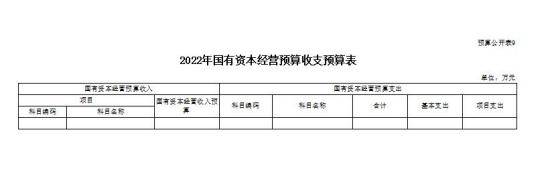 预算公开表9
2022年国有资本经营预算收支预算表
单位：万元
国有资本经营预算收入 国有资本经营预算支出
项目 国有资本经营收入预算 科目编码 科目名称 合计 基本支出 项目支出
科目编码 科目名称